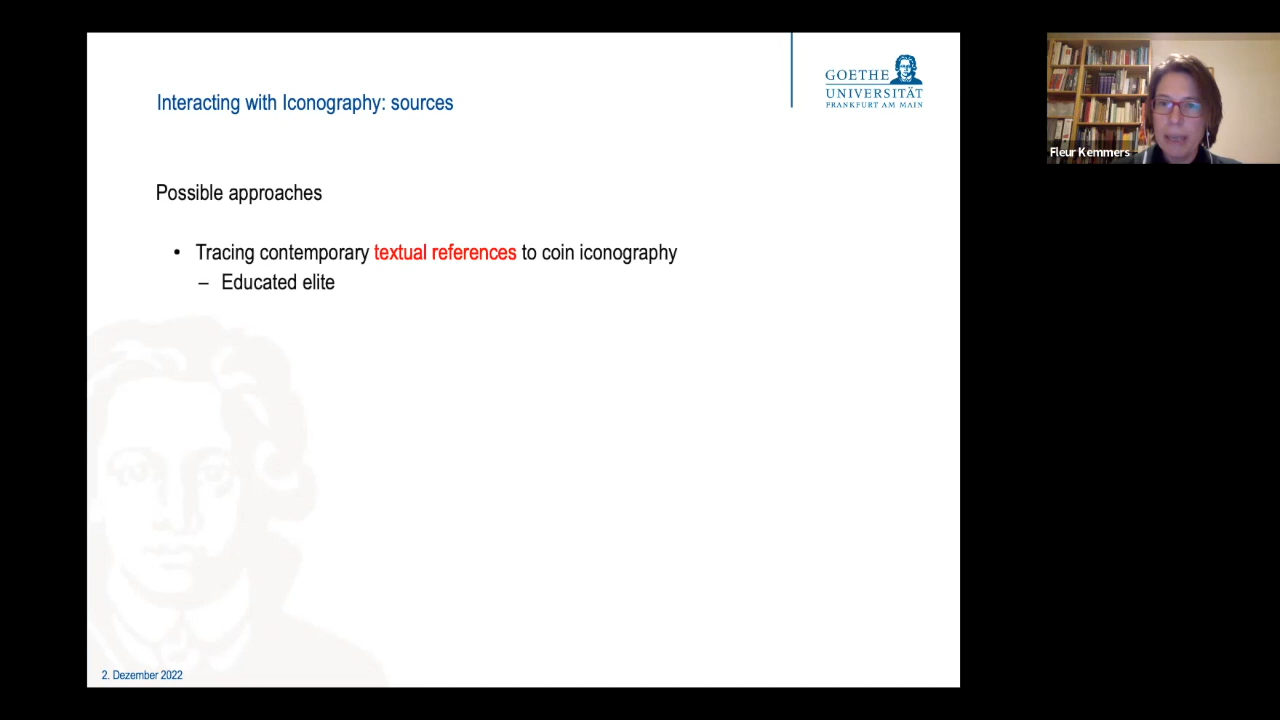 GOETHE
UNIVERSITÄT
FRANKFURT AM MAIN
Interacting with Iconography: sources
Fleur Kemmers
Possible approaches
• Tracing contemporary textual references to coin iconography
– Educated elite
2. Dezember 2022